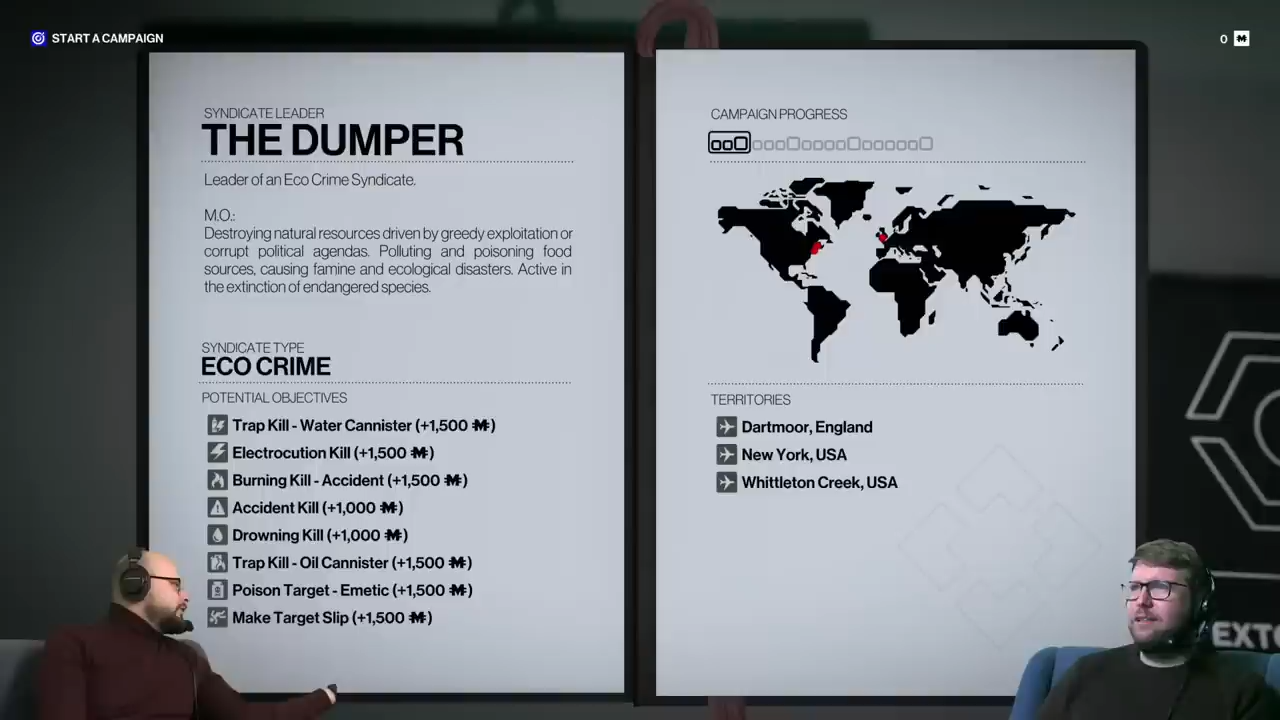 START A CAMPAIGN
0
SYNDICATE LEADER
THE DUMPER
Leader of an Eco Crime Syndicate.
M.O.:
Destroying natural resources driven by greedy exploitation or
corrupt political agendas. Polluting and poisoning food
sources, causing famine and ecological disasters. Active in
the extinction of endangered species.
SYNDICATE TYPE
ECO CRIME
POTENTIAL OBJECTIVES
Trap Kill - Water Cannister (+1,500)
Electrocution Kill (+1,500)
Burning Kill - Accident (+1,500)
Accident Kill (+1,000)
Drowning Kill (+1,000)
Trap Kill - Oil Cannister (+1,500)
Poison Target - Emetic (+1,500)
Make Target Slip (+1,500)
CAMPAIGN PROGRESS
TERRITORIES
Dartmoor, England
New York, USA
Whittleton Creek, USA
EXTO